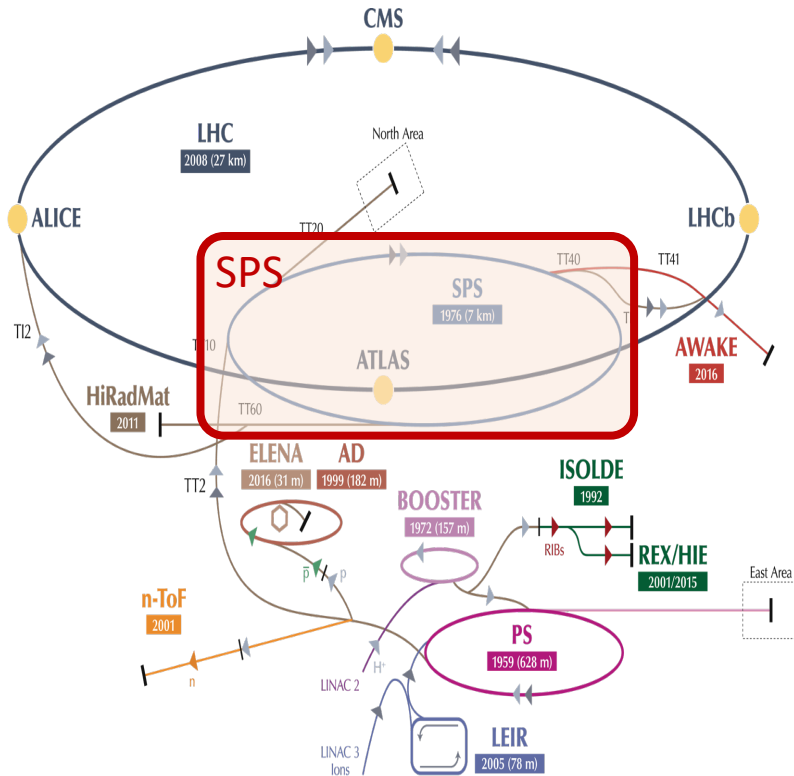 CMS
LHC
2008 (27 km)
North Area
ALICE
LHCb
TT20
SPS
TT40
TT41
SPS
1976 (7 km)
TI2
ATLAS
AWAKE
2016
HiRadMat
2011
TT60
ELENA
2016 (31 m)
AD
1999 (182 m)
TT2
ISOLDE
1992
BOOSTER
1972 (157 m)
RIBs
REX/HIE
2001/2015
p̅
p
East Area
n-ToF
2001
PS
1959 (628 m)
n
H⁺
LINAC 2
LEIR
2005 (78 m)
LINAC 3
Ions